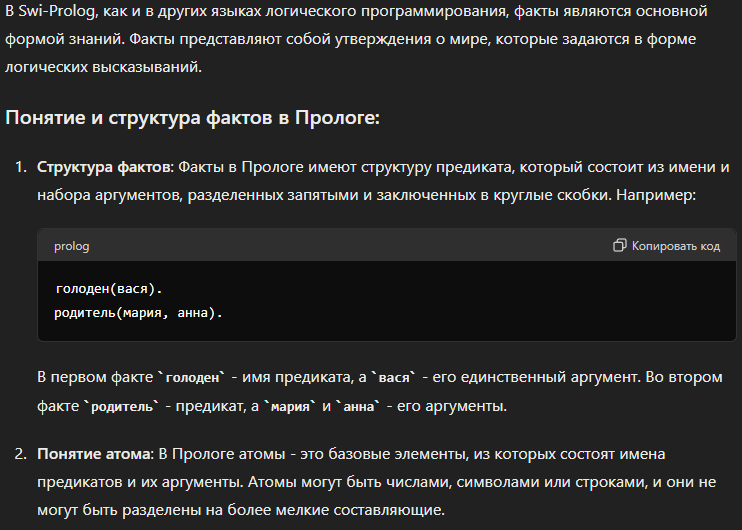 В Swi-Prolog, как и в других языках логического программирования, факты являются основной
формой знаний. Факты представляют собой утверждения о мире, которые задаются в форме
логических высказываний.
Понятие и структура фактов в Прологе:
1. Структура фактов: Факты в Прологе имеют структуру предиката, который состоит из имени и
набора аргументов, разделенных запятыми и заключенных в круглые скобки. Например:
prolog Копировать код
голоден(вася).
родитель(мария, анна).
В первом факте `голоден` - имя предиката, а `вася` - его единственный аргумент. Во втором
факте `родитель` - предикат, а `мария` и `анна` - его аргументы.
2. Понятие атома: В Прологе атомы - это базовые элементы, из которых состоят имена
предикатов и их аргументы. Атомы могут быть числами, символами или строками, и они не
могут быть разделены на более мелкие составляющие.